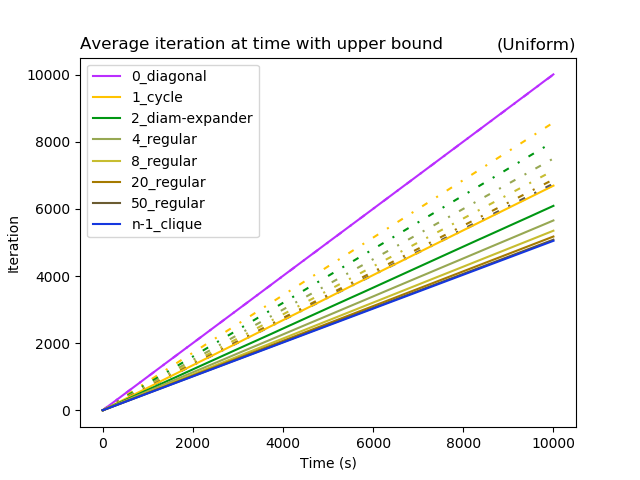 Average iteration at time with upper bound (Uniform)
0_diagonal
1_cycle
2_diam-expander
4_regular
8_regular
20_regular
50_regular
n-1_clique
Iteration
10000
8000
6000
4000
2000
0
0 2000 4000 6000 8000 10000
Time (s)